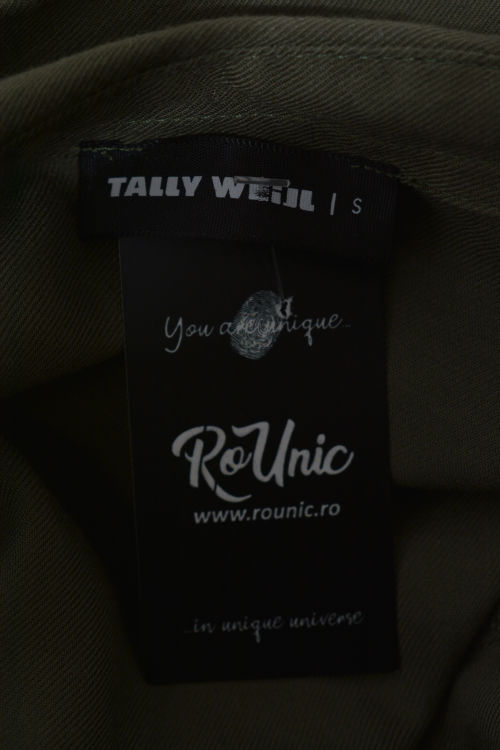 TALLY WEiJL | S
You are unique...
RoUnic
www.rounic.ro
...in unique universe